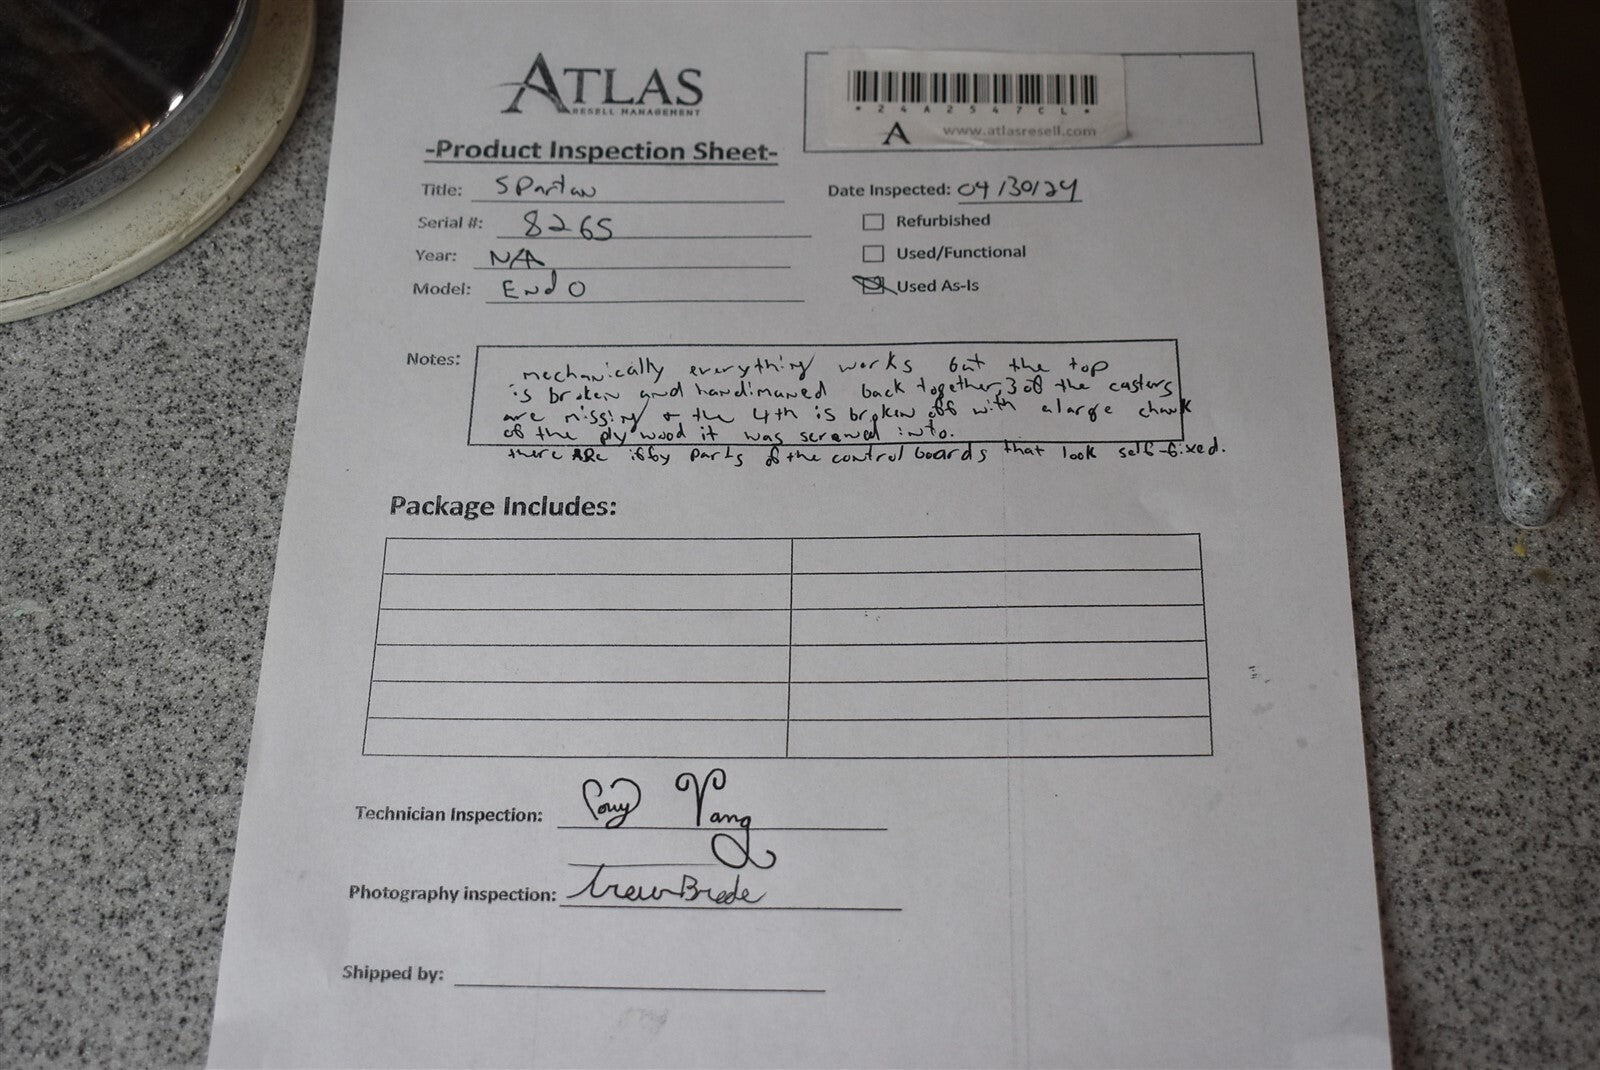 ATLAS
RESELL MANAGEMENT
*24A2547CL*
A www.atlasresell.com
-Product Inspection Sheet-
Title: Spartan
Date Inspected: 04/30/24
Serial #: 8265
Refurbished
Year: N/A
Used/Functional
Model: Endo
Used As-Is
Notes: mechanically everything works but the top
is broken and handimaned back together, 3 of the casters
are missing & the 4th is broken off with a large chunk
of the plywood it was screwed into.
there are iffy parts of the control boards that look self-fixed.
Package Includes:
Technician Inspection: Yang
Photography inspection: Brede
Shipped by: